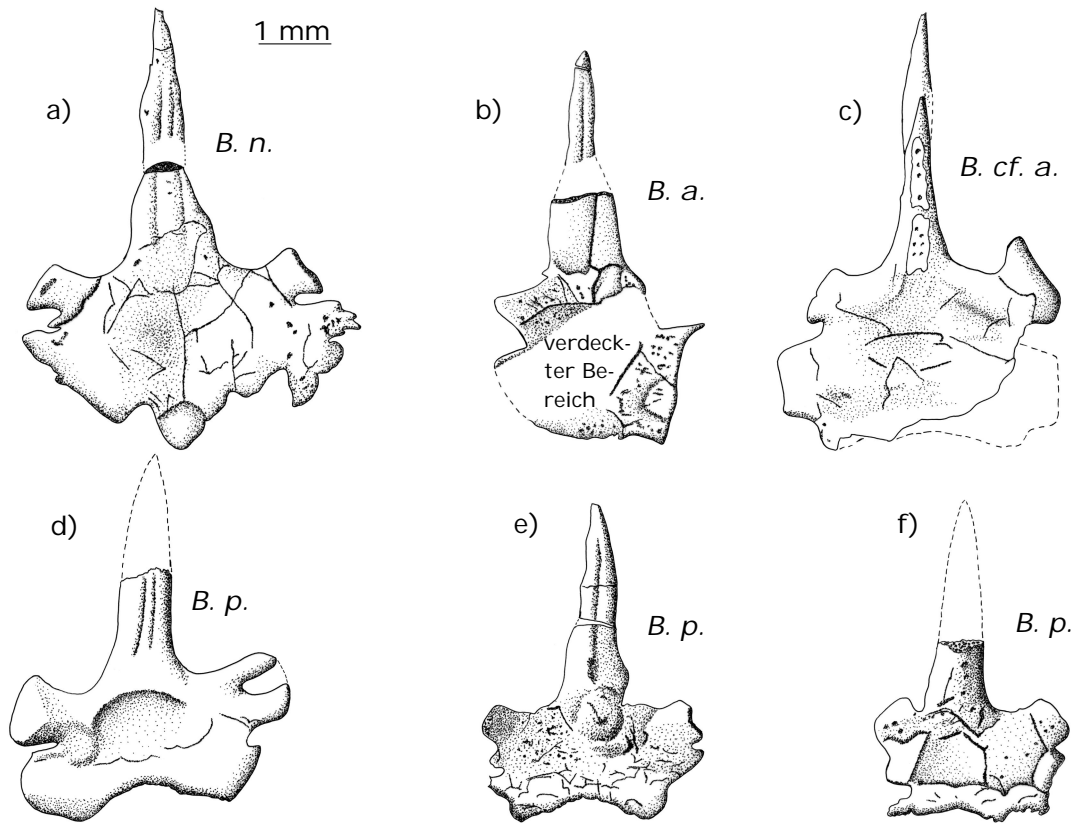 1 mm
a)
B. n.
b)
B. a.
verdeck-
ter Be-
reich
c)
B. cf. a.
d)
B. p.
e)
B. p.
f)
B. p.